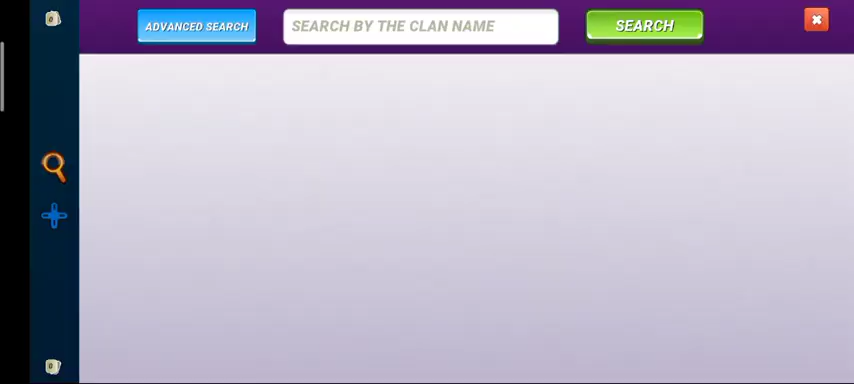 ADVANCED SEARCH
SEARCH BY THE CLAN NAME
SEARCH